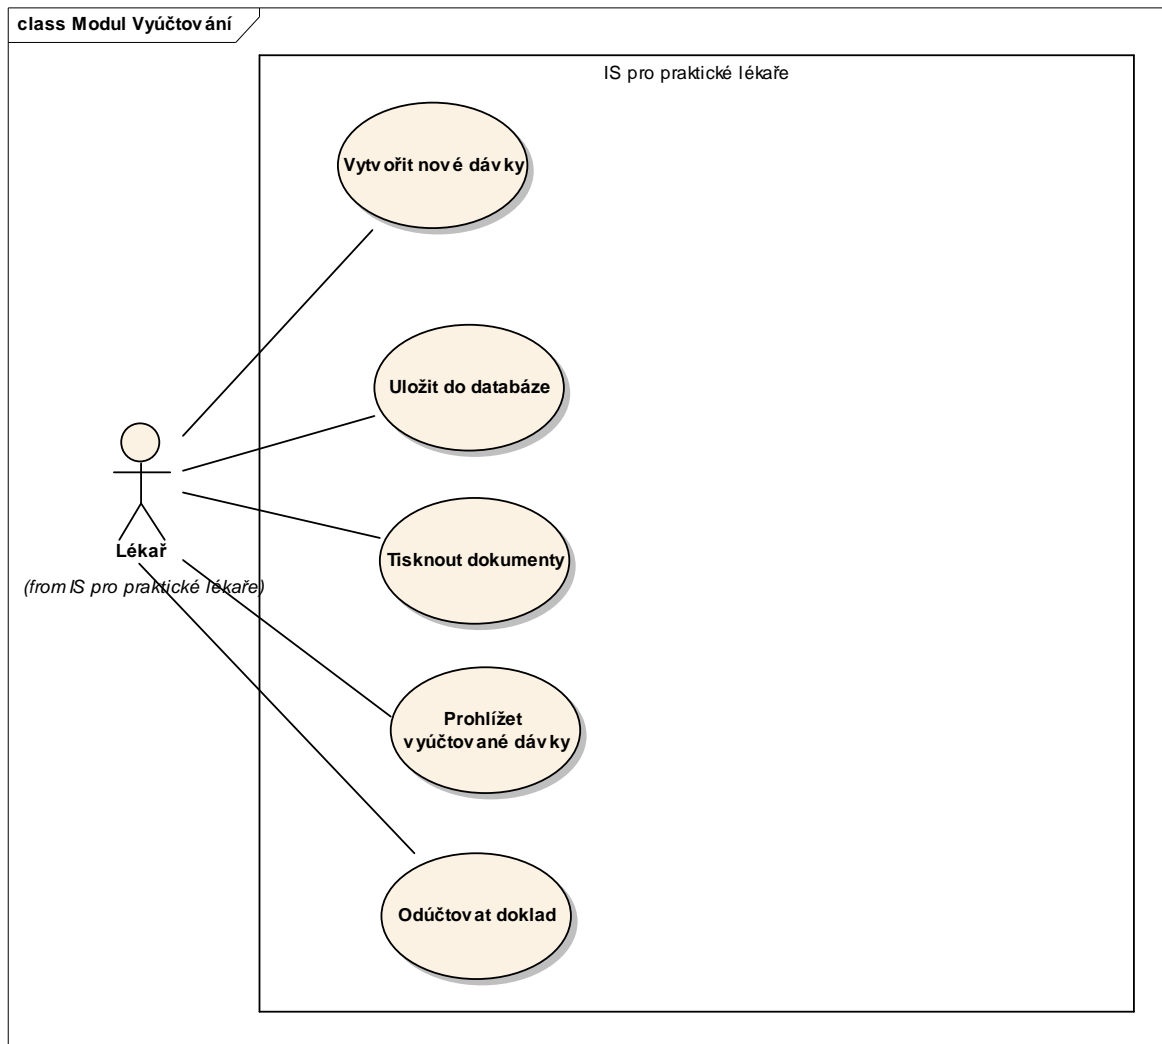 class Modul Vyúčtování
IS pro praktické lékaře
Vytvořit nové dávky
Uložit do databáze
Lékař
(from IS pro praktické lékaře)
Tisknout dokumenty
Prohlížet
vyúčtované dávky
Odúčtovat doklad